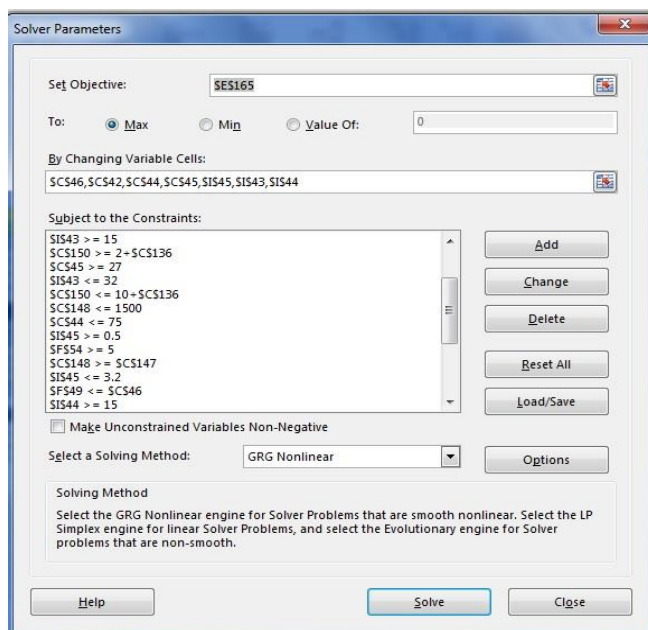 Solver Parameters
Set Objective: $E$165
To: Max Min Value Of: 0
By Changing Variable Cells:
$C$46,$C$42,$C$44,$C$45,$I$45,$I$43,$I$44
Subject to the Constraints:
$I$43 >= 15
$C$150 >= 2+$C$136
$C$45 >= 27
$I$43 <= 32
$C$150 <= 10+$C$136
$C$148 <= 1500
$C$44 <= 75
$I$45 >= 0.5
$F$54 >= 5
$C$148 >= $C$147
$I$45 <= 3.2
$F$49 <= $C$46
$I$44 >= 15
Add
Change
Delete
Reset All
Load/Save
Make Unconstrained Variables Non-Negative
Select a Solving Method: GRG Nonlinear Options
Solving Method
Select the GRG Nonlinear engine for Solver Problems that are smooth nonlinear. Select the LP
Simplex engine for linear Solver Problems, and select the Evolutionary engine for Solver
problems that are non-smooth.
Help Solve Close